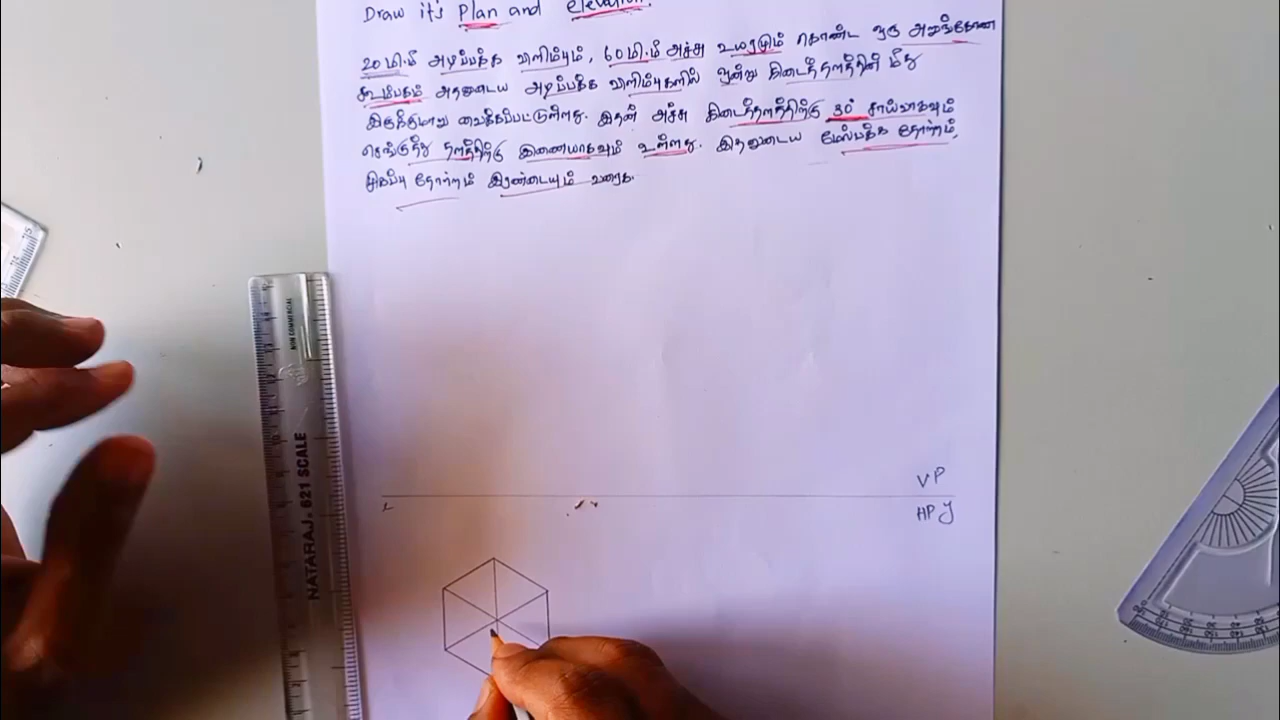 Draw it's Plan and elevation.
20 மி.மீ அடிப்பக்க விளிம்பும், 60 மி.மீ அச்சு உயரமும் கொண்ட ஒரு அறுங்கோண
கூம்பகம் அதனுடைய அடிப்பக்க விளிம்புகளில் ஒன்று கிடைத்தளத்தின் மீது
இருக்குமாறு வைக்கப்பட்டுள்ளது. இதன் அச்சு கிடைத்தளத்திற்கு 30° சாய்வாகவும்
செங்குத்து தளத்திற்கு இணையாகவும் உள்ளது. இதனுடைய மேல்பக்க தோற்றம்,
முகப்பு தோற்றம் இரண்டையும் வரைக.
VP
HP
NATARAJ 621 SCALE
NON COMMERCIAL